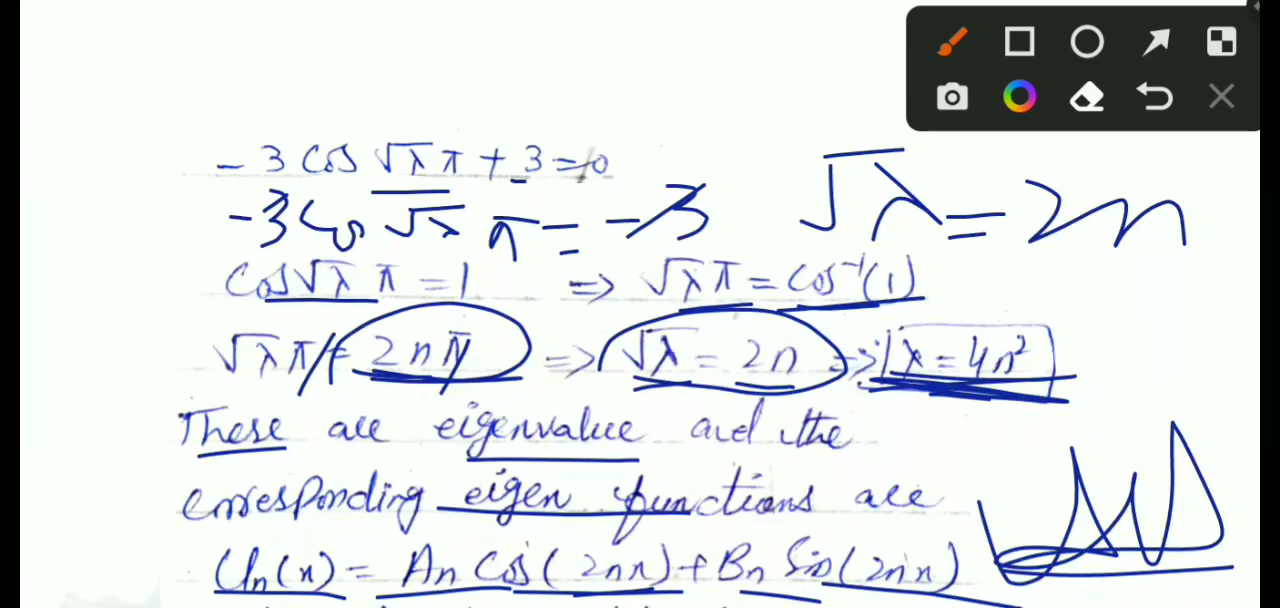 - 3 cos √λ π + 3 = 0
-3 Cos √λ π = -3   √λ = 2n
Cos √λ π = 1 => √λ π = Cos⁻¹(1)
√λ π = 2nπ => √λ = 2n => λ = 4n²
These are eigenvalue and the
corresponding eigen functions are
Un(x) = An Cos(2nx) + Bn Sin(2nx)